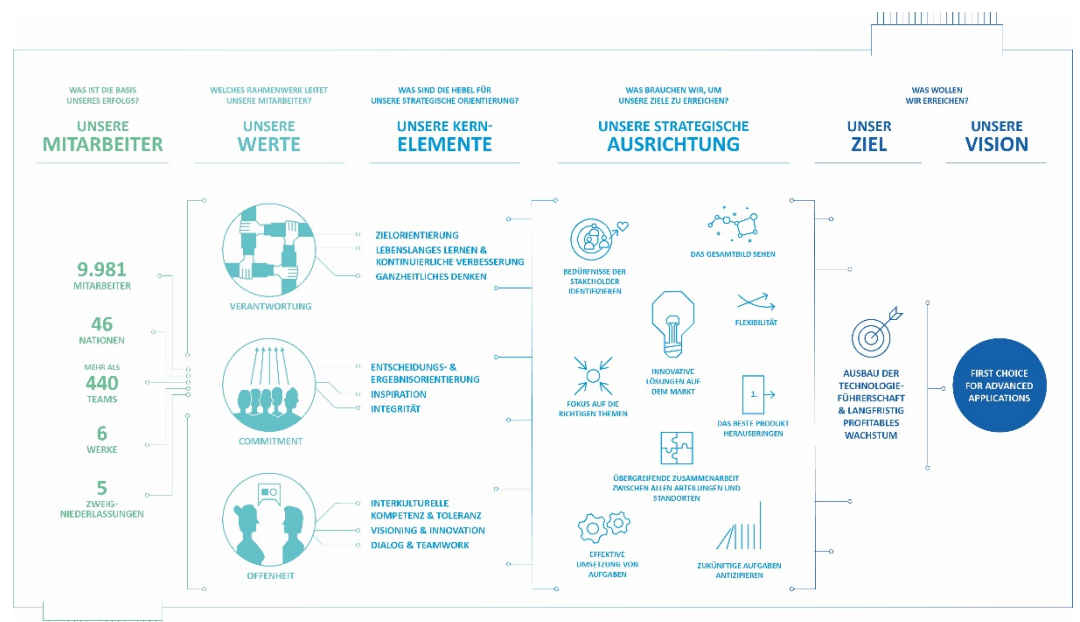 WAS IST DIE BASIS
UNSERES ERFOLGS?
UNSERE
MITARBEITER
9.981
MITARBEITER
46
NATIONEN
MEHR ALS
440
TEAMS
6
WERKE
5
ZWEIG-
NIEDERLASSUNGEN
WELCHES RAHMENWERK LEITET
UNSERE MITARBEITER?
UNSERE
WERTE
VERANTWORTUNG
COMMITMENT
OFFENHEIT
WAS SIND DIE HEBEL FÜR
UNSERE STRATEGISCHE ORIENTIERUNG?
UNSERE KERN-
ELEMENTE
ZIELORIENTIERUNG
LEBENSLANGES LERNEN &
KONTINUIERLICHE VERBESSERUNG
GANZHEITLICHES DENKEN
ENTSCHEIDUNGS- &
ERGEBNISORIENTIERUNG
INSPIRATION
INTEGRITÄT
INTERKULTURELLE
KOMPETENZ & TOLERANZ
VISIONING & INNOVATION
DIALOG & TEAMWORK
WAS BRAUCHEN WIR, UM
UNSERE ZIELE ZU ERREICHEN?
UNSERE STRATEGISCHE
AUSRICHTUNG
BEDÜRFNISSE DER
STAKEHOLDER
IDENTIFIZIEREN
DAS GESAMTBILD SEHEN
FLEXIBILITÄT
INNOVATIVE
LÖSUNGEN AUF
DEM MARKT
FOKUS AUF DIE
RICHTIGEN THEMEN
1.
DAS BESTE PRODUKT
HERAUSBRINGEN
ÜBERGREIFENDE ZUSAMMENARBEIT
ZWISCHEN ALLEN ABTEILUNGEN UND
STANDORTEN
EFFEKTIVE
UMSETZUNG VON
AUFGABEN
ZUKÜNFTIGE AUFGABEN
ANTIZIPIEREN
WAS WOLLEN
WIR ERREICHEN?
UNSER
ZIEL
AUSBAU DER
TECHNOLOGIE-
FÜHRERSCHAFT
& LANGFRISTIG
PROFITABLES
WACHSTUM
UNSERE
VISION
FIRST CHOICE
FOR ADVANCED
APPLICATIONS